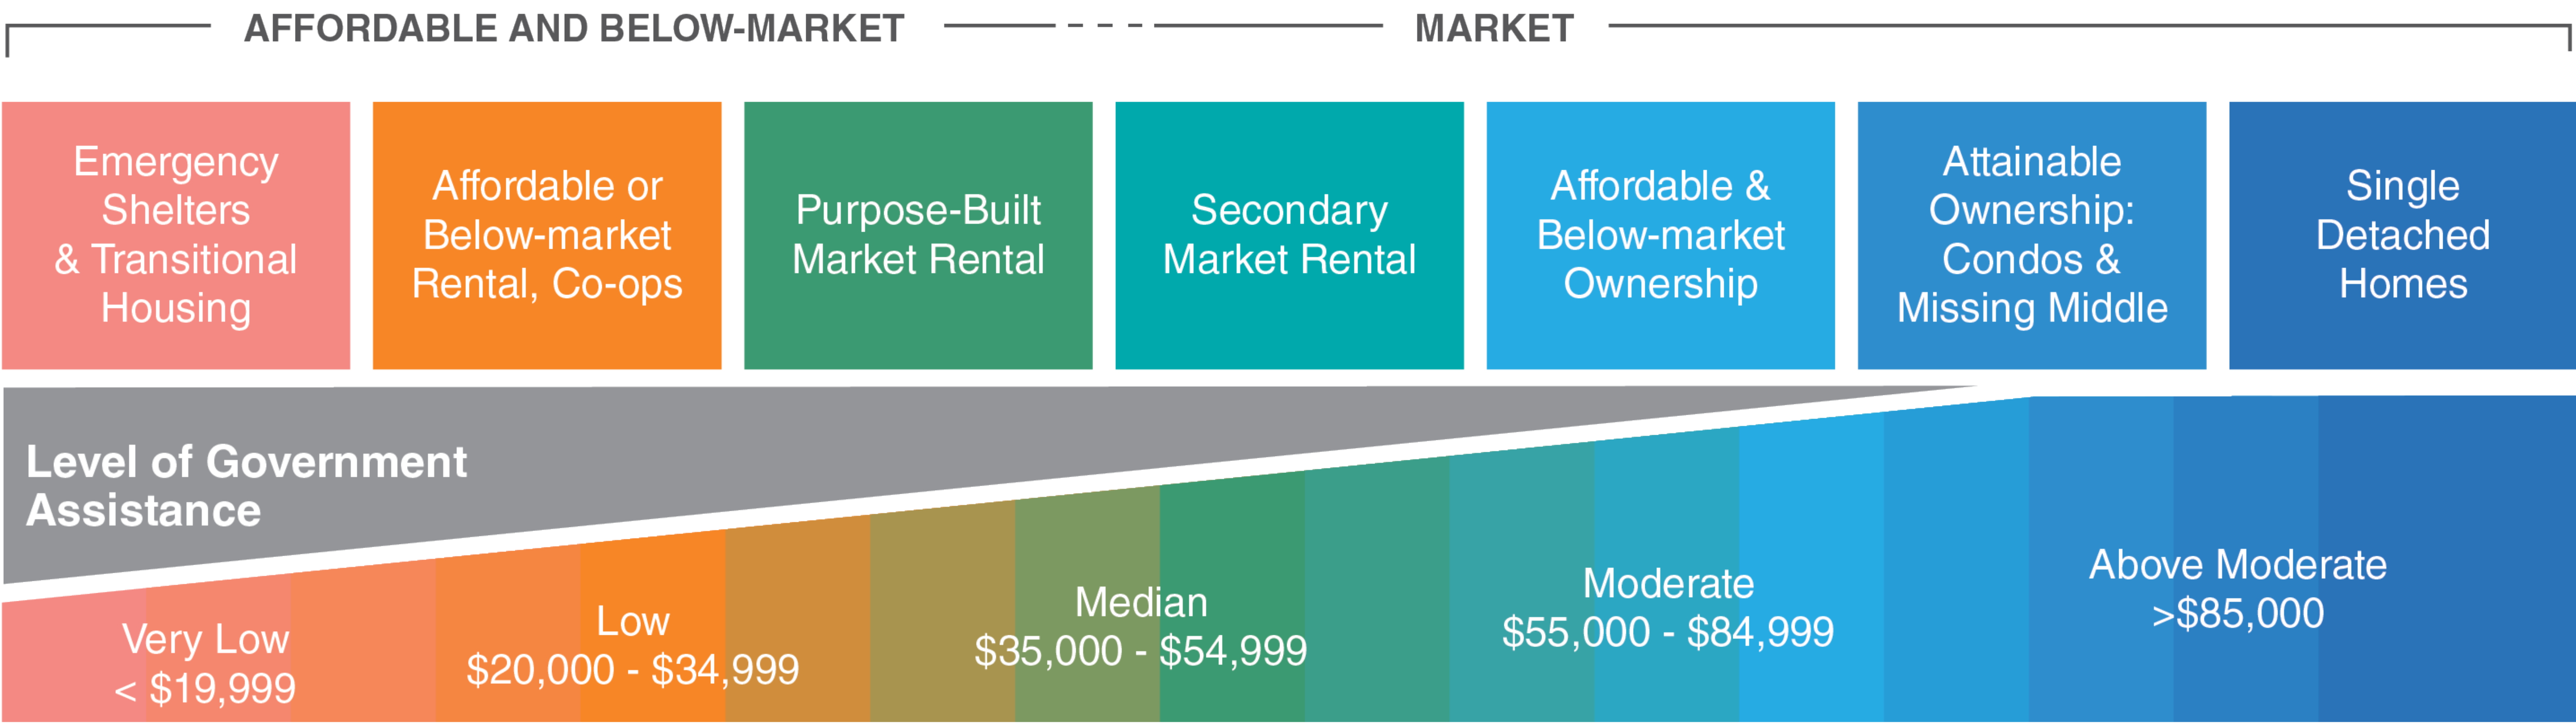 AFFORDABLE AND BELOW-MARKET
MARKET
Emergency
Shelters
& Transitional
Housing
Affordable or
Below-market
Rental, Co-ops
Purpose-Built
Market Rental
Secondary
Market Rental
Affordable &
Below-market
Ownership
Attainable
Ownership:
Condos &
Missing Middle
Single
Detached
Homes
Level of Government
Assistance
Very Low
< $19,999
Low
$20,000 - $34,999
Median
$35,000 - $54,999
Moderate
$55,000 - $84,999
Above Moderate
>$85,000